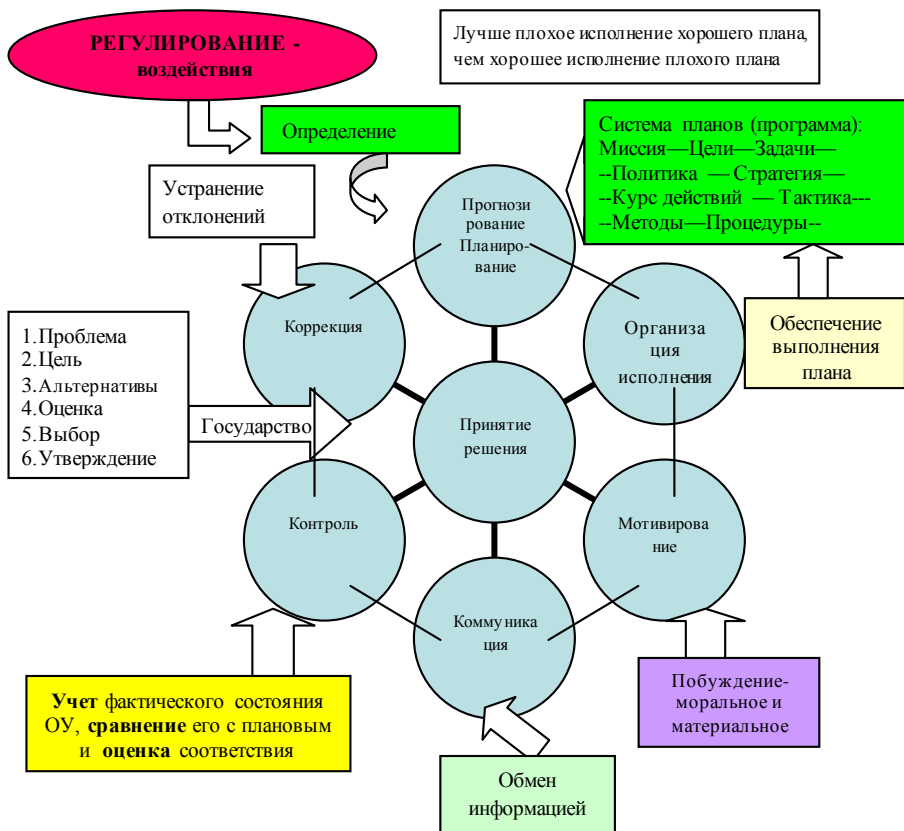 РЕГУЛИРОВАНИЕ -
воздействия
Лучше плохое исполнение хорошего плана,
чем хорошее исполнение плохого плана
Определение
Система планов (программа):
Миссия—Цели—Задачи—
--Политика — Стратегия—
--Курс действий — Тактика---
--Методы—Процедуры--
Устранение
отклонений
Прогнози
рование
Планиро-
вание
Коррекция
Организа
ция
исполнения
Обеспечение
выполнения
плана
1.Проблема
2.Цель
3.Альтернативы
4.Оценка
5.Выбор
6.Утверждение
Государство
Принятие
решения
Контроль
Мотивирова
ние
Коммуника
ция
Учет фактического состояния
ОУ, сравнение его с плановым
и оценка соответствия
Побуждение-
моральное и
материальное
Обмен
информацией